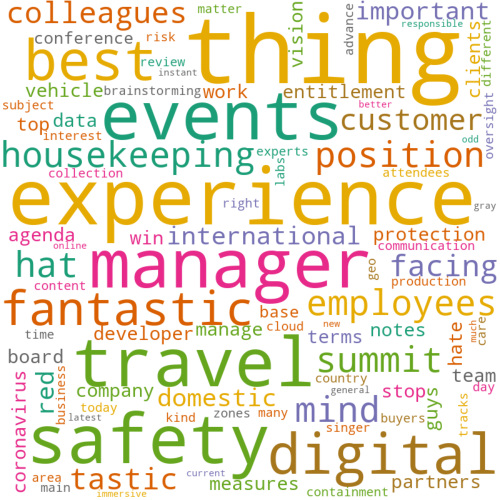 colleagues matter important
conference risk thing vision advance responsible
best review clients different
instant
vehicle brainstorming work entitlement
subject better
top data events customer oversight
interest odd
housekeeping experts position
collection labs attendees
experience
right gray
agenda win international protection
online communication
hat manager geo facing
content production
fantastic base employees
time developer manage cloud new terms notes hate much care
board travel summit team
coronavirus red business company domestic country stop guys day
today latest general
kind zones many mind buyers tracks
safety singer
digital
area tastic current measures partners
main immersive containment